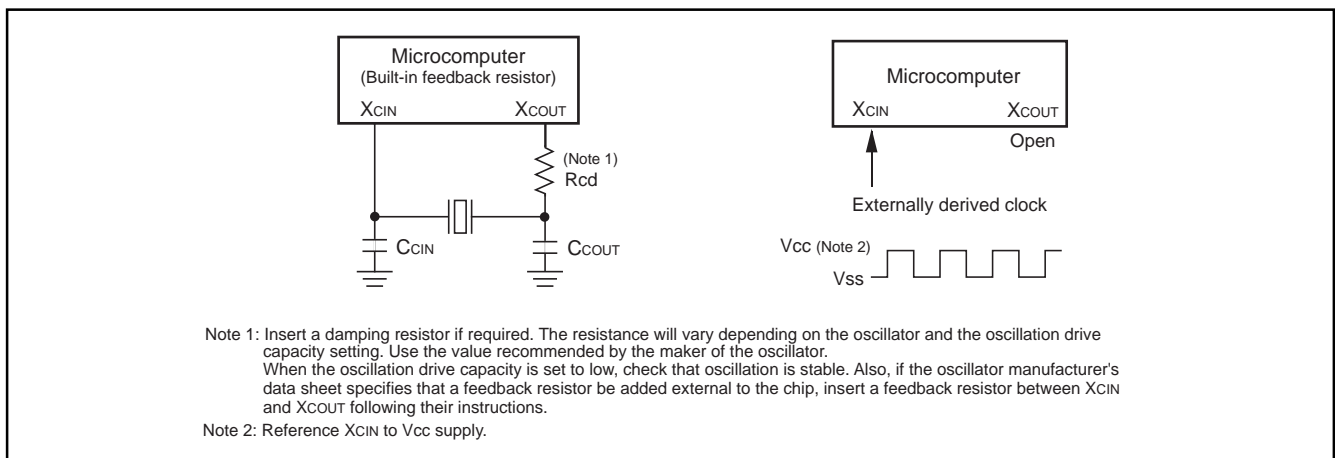 Microcomputer
(Built-in feedback resistor)
XCIN XCOUT
(Note 1)
Rcd
CCIN
CCOUT
Microcomputer
XCIN XCOUT
Open
Externally derived clock
Vcc (Note 2)
Vss
Note 1: Insert a damping resistor if required. The resistance will vary depending on the oscillator and the oscillation drive
capacity setting. Use the value recommended by the maker of the oscillator.
When the oscillation drive capacity is set to low, check that oscillation is stable. Also, if the oscillator manufacturer's
data sheet specifies that a feedback resistor be added external to the chip, insert a feedback resistor between XCIN
and XCOUT following their instructions.
Note 2: Reference XCIN to Vcc supply.